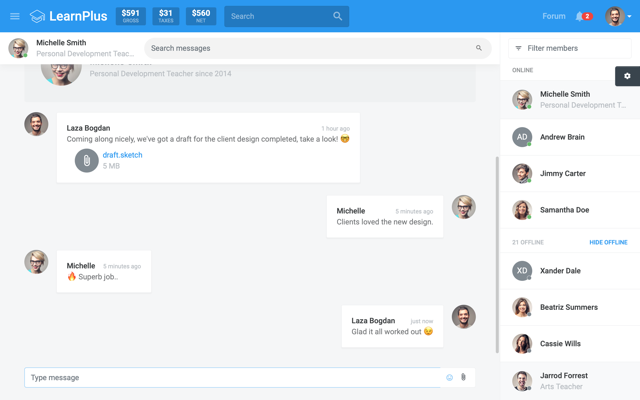 LearnPlus
$591
GROSS
$31
TAXES
$560
NET
Search
Forum
2
Michelle Smith
Personal Development Teac...
Search messages
Filter members
Personal Development Teacher since 2014
ONLINE
Michelle Smith
Personal Development T...
Laza Bogdan
1 hour ago
Coming along nicely, we've got a draft for the client design completed, take a look! 🤓
draft.sketch
5 MB
AD
Andrew Brain
Jimmy Carter
Michelle
5 minutes ago
Clients loved the new design.
Samantha Doe
21 OFFLINE
HIDE OFFLINE
Michelle
5 minutes ago
🔥 Superb job..
XD
Xander Dale
Beatriz Summers
Laza Bogdan
just now
Glad it all worked out 😉
Cassie Wills
Type message
Jarrod Forrest
Arts Teacher